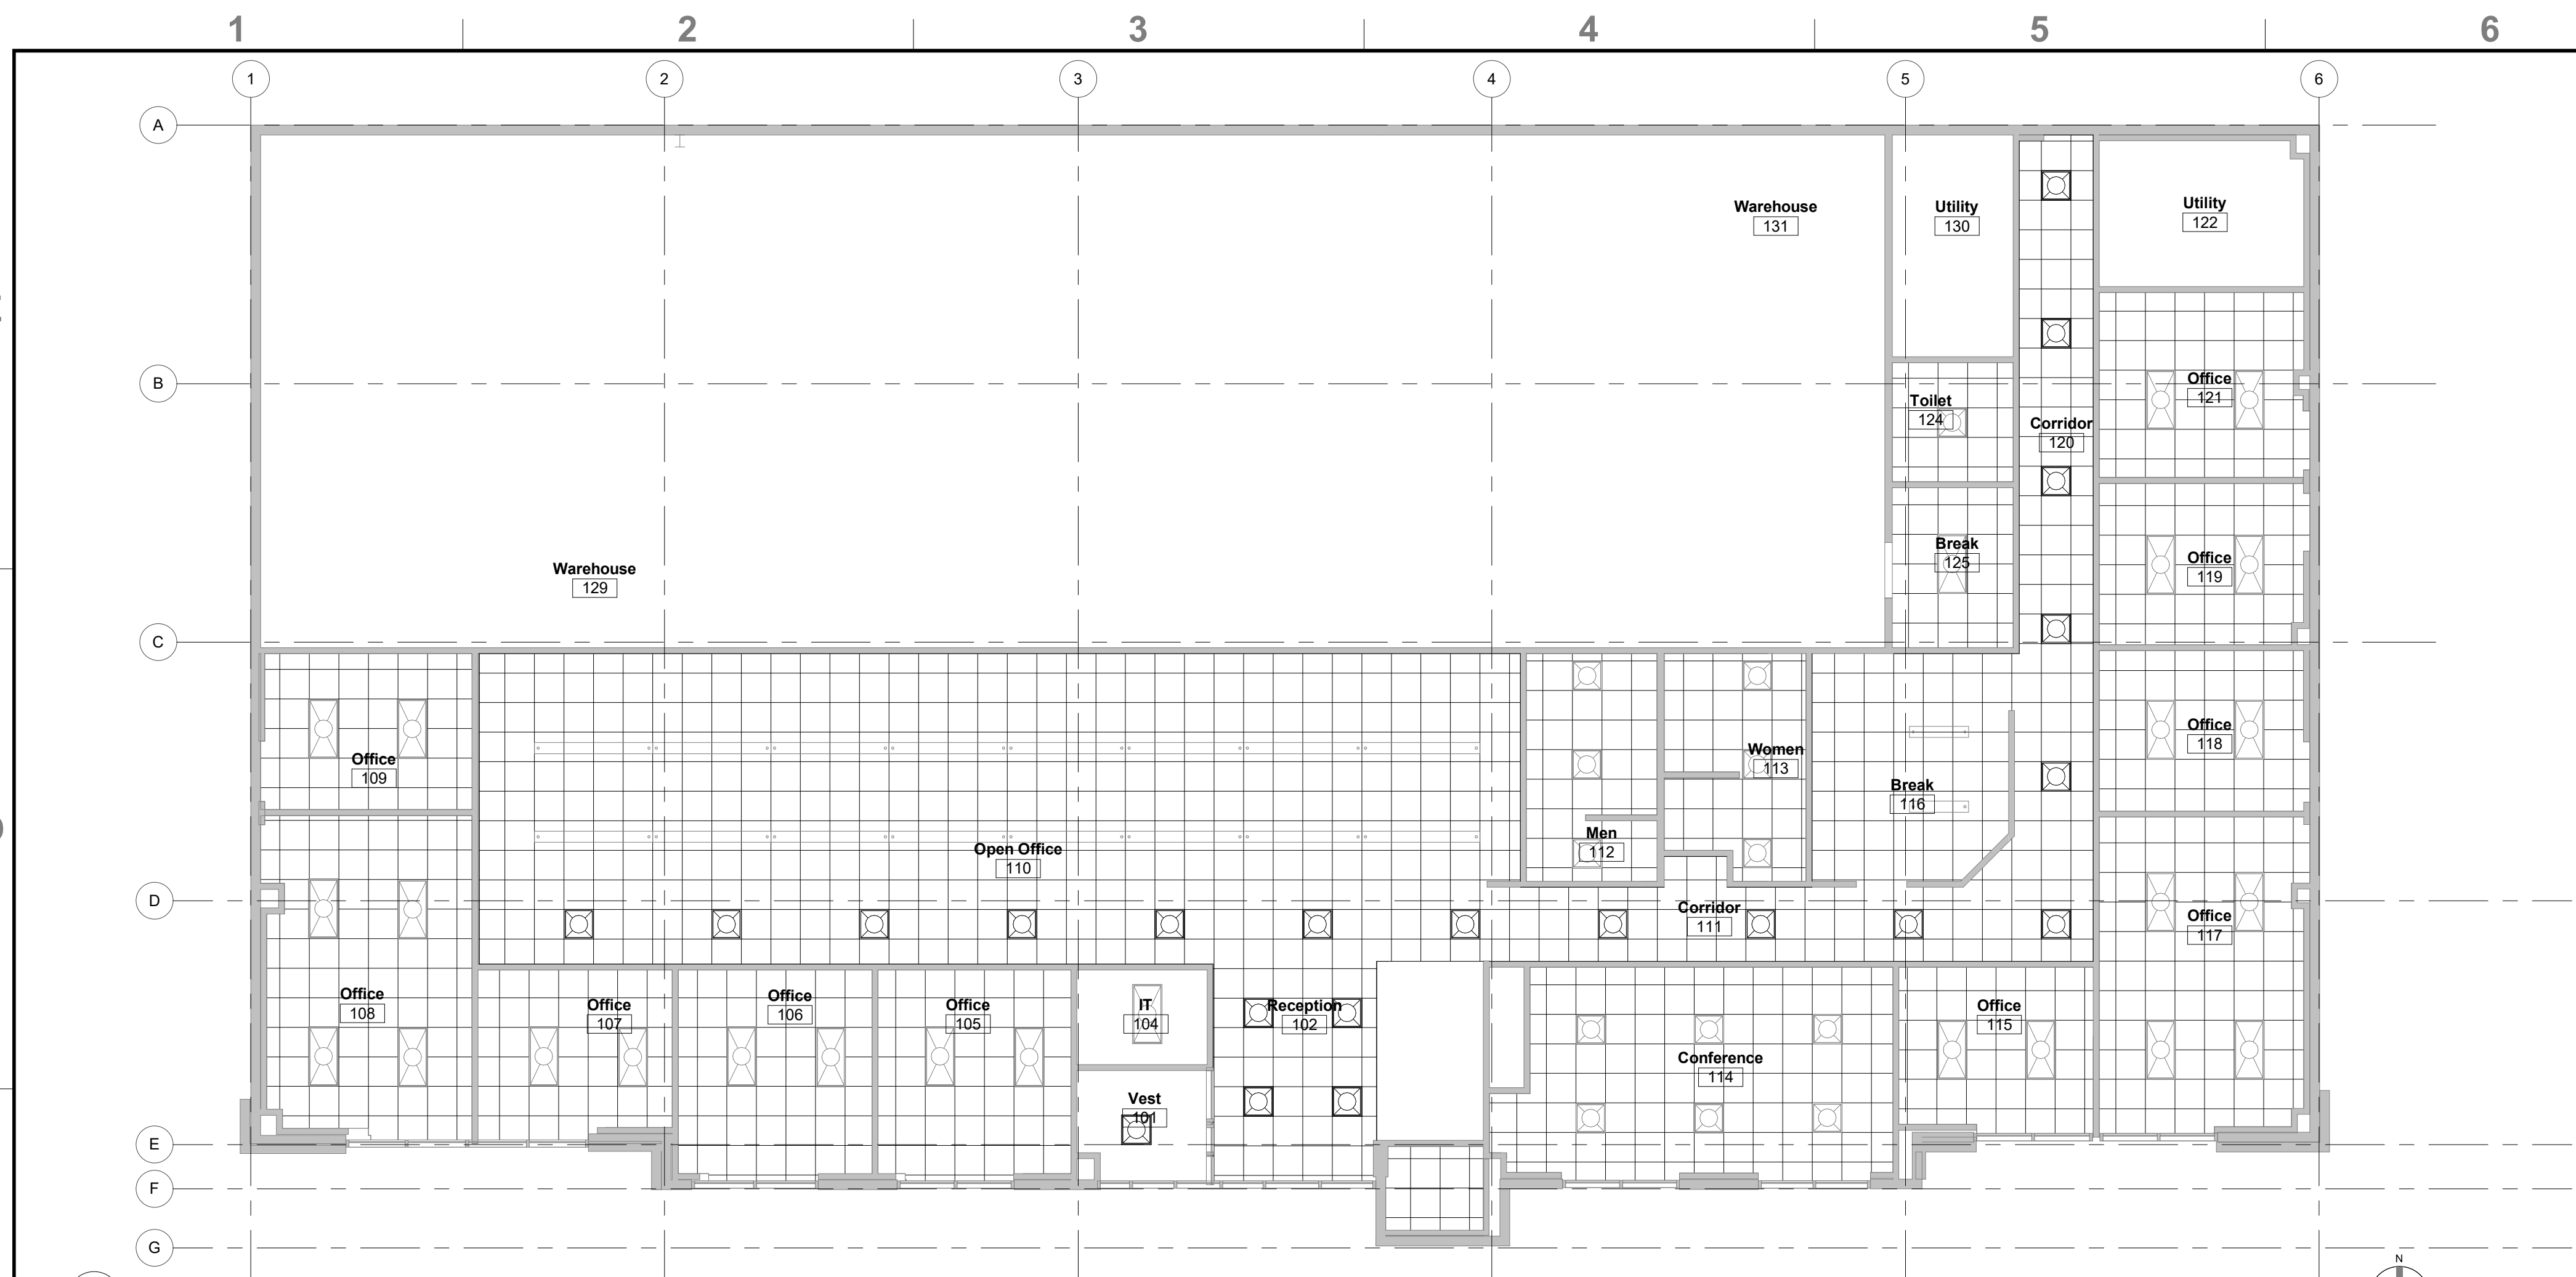 1 2 3 4 5 6
1 2 3 4 5 6
A
Warehouse
131
Utility
130
Utility
122
B
Office
121
Toilet
124
Corridor
120
Break
125
Office
119
Warehouse
129
C
Office
118
Women
113
Office
109
Break
116
Men
112
Open Office
110
D
Corridor
111
Office
117
Office
108
Office
107
Office
106
Office
105
IT
104
Reception
102
Office
115
Conference
114
Vest
101
E
F
G
N